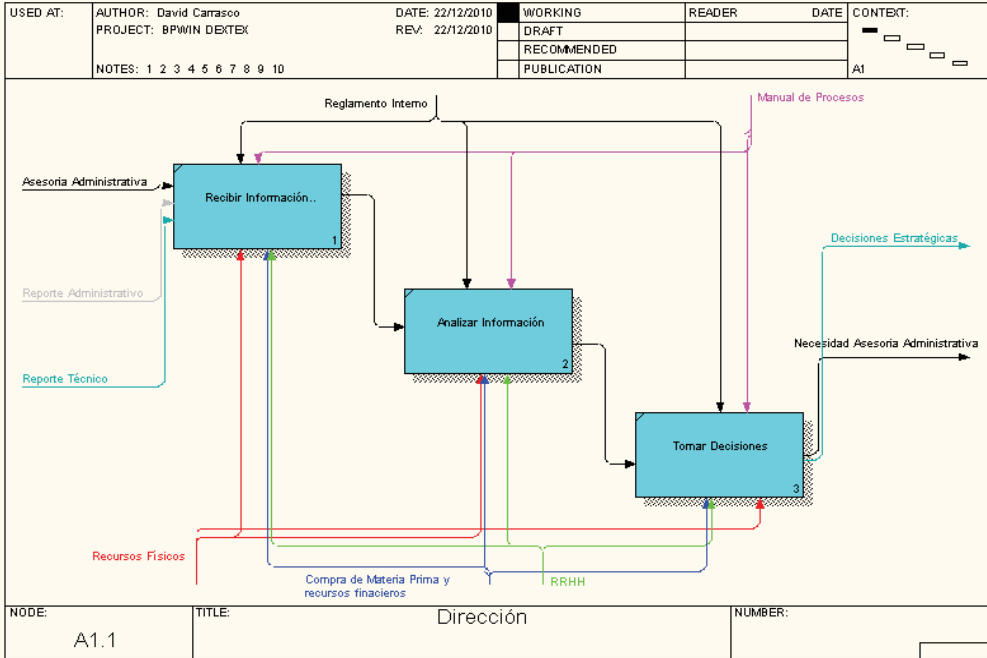 USED AT:
AUTHOR: David Carrasco
DATE: 22/12/2010
PROJECT: BPWIN DEXTEX
REV: 22/12/2010
NOTES: 1 2 3 4 5 6 7 8 9 10
WORKING
DRAFT
RECOMMENDED
PUBLICATION
READER
DATE
CONTEXT:
A1
Reglamento Interno
Manual de Procesos
Asesoria Administrativa
Recibir Información..
1
Reporte Administrativo
Reporte Técnico
Decisiones Estratégicas
Analizar Información
2
Necesidad Asesoria Administrativa
Tomar Decisiones
3
Recursos Físicos
Compra de Materia Prima y
recursos finacieros
RRHH
NODE:
A1.1
TITLE:
Dirección
NUMBER: